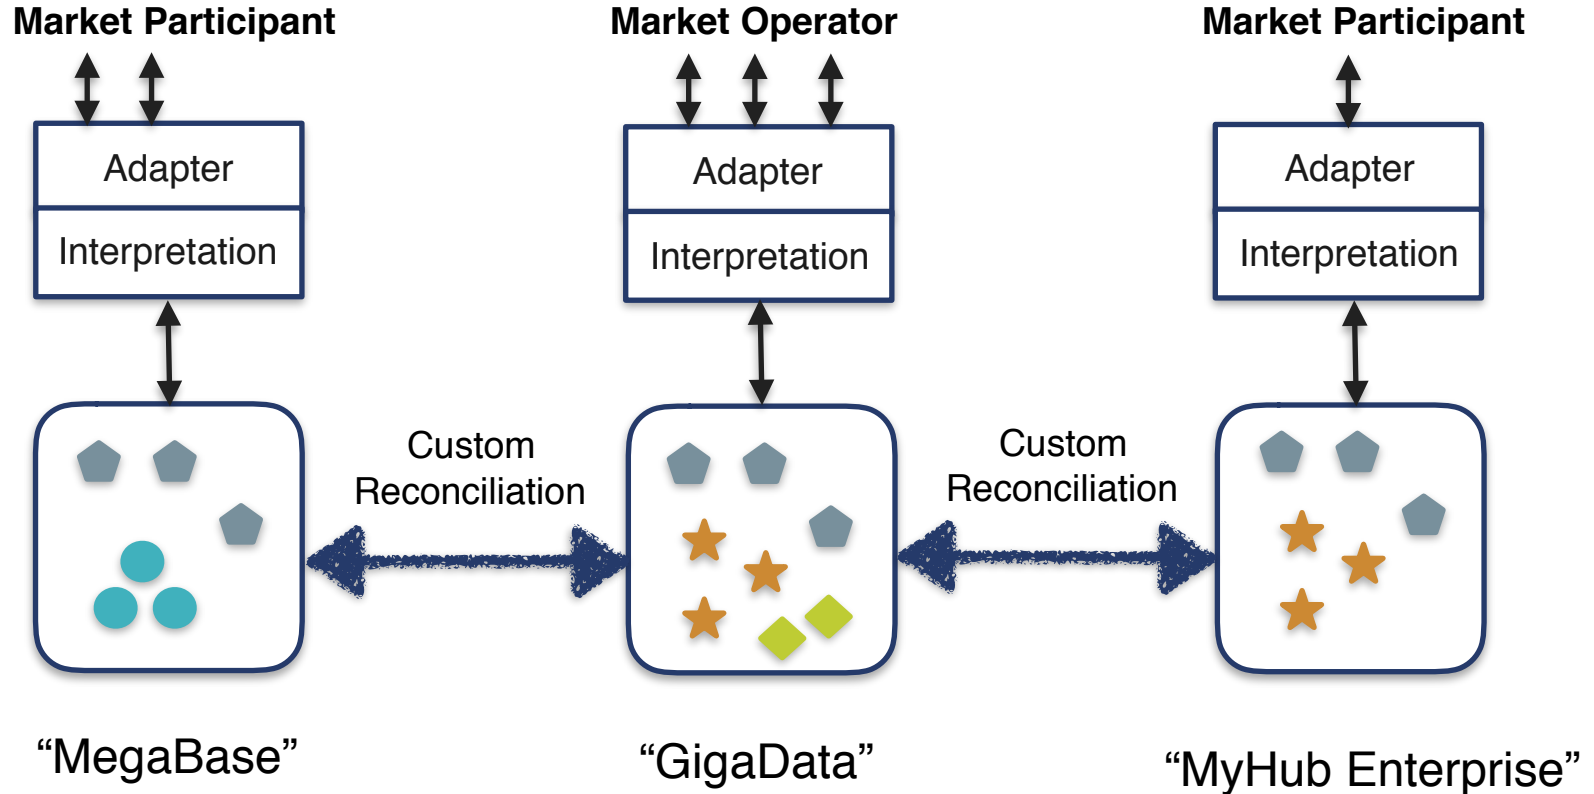 Market Participant
Market Operator
Market Participant
Adapter
Interpretation
Adapter
Interpretation
Adapter
Interpretation
Custom
Reconciliation
Custom
Reconciliation
“MegaBase”
“GigaData”
“MyHub Enterprise”